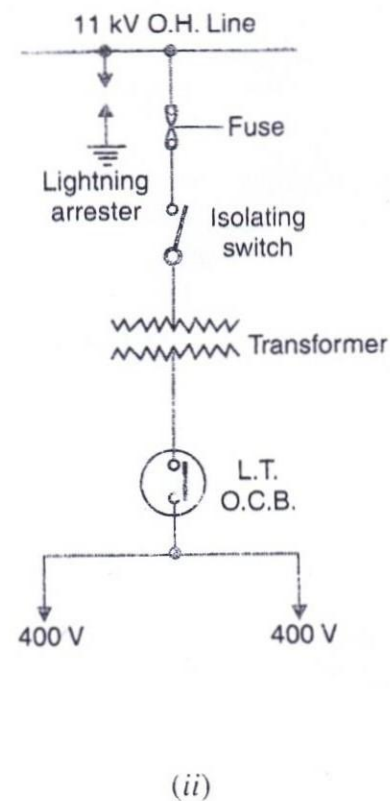 11 kV O.H. Line
Fuse
Lightning
arrester
Isolating
switch
Transformer
L.T.
O.C.B.
400 V
400 V
(ii)